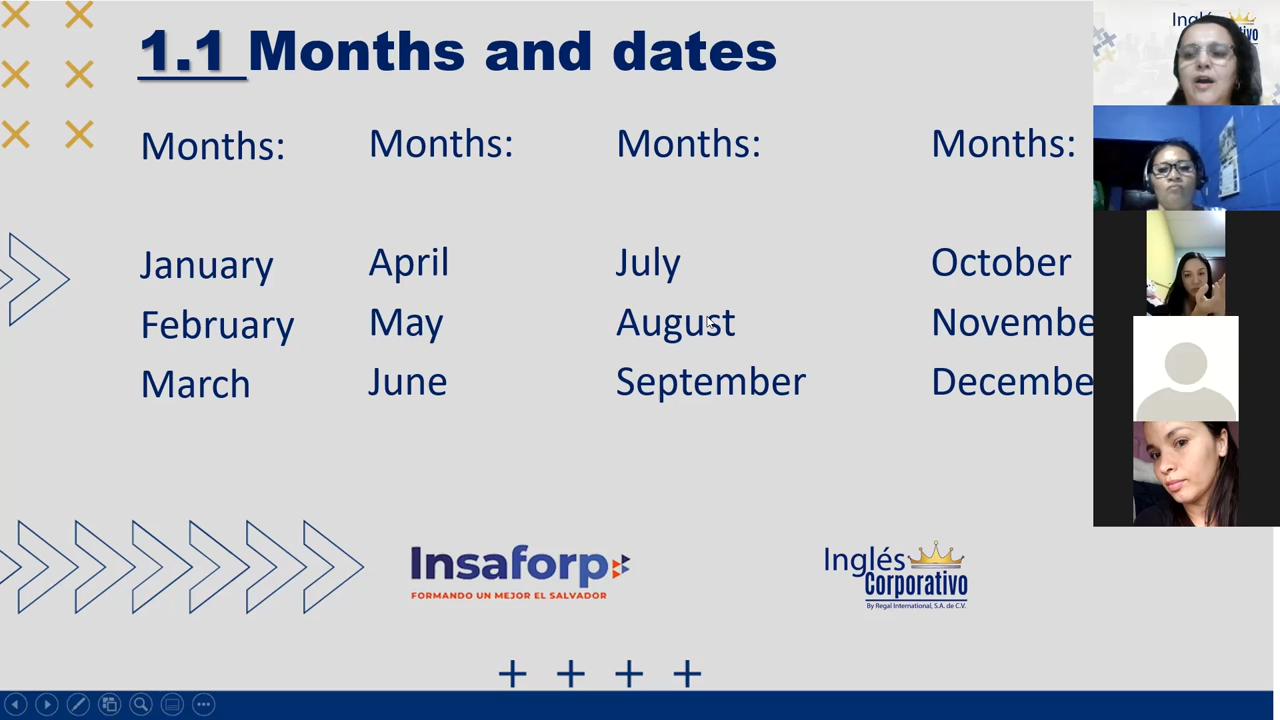 1.1 Months and dates
Months:
January
February
March
Months:
April
May
June
Months:
July
August
September
Months:
October
Novembe
Decembe
Insaforp
FORMANDO UN MEJOR EL SALVADOR
Inglés
Corporativo
By Regal International, S.A. de C.V.